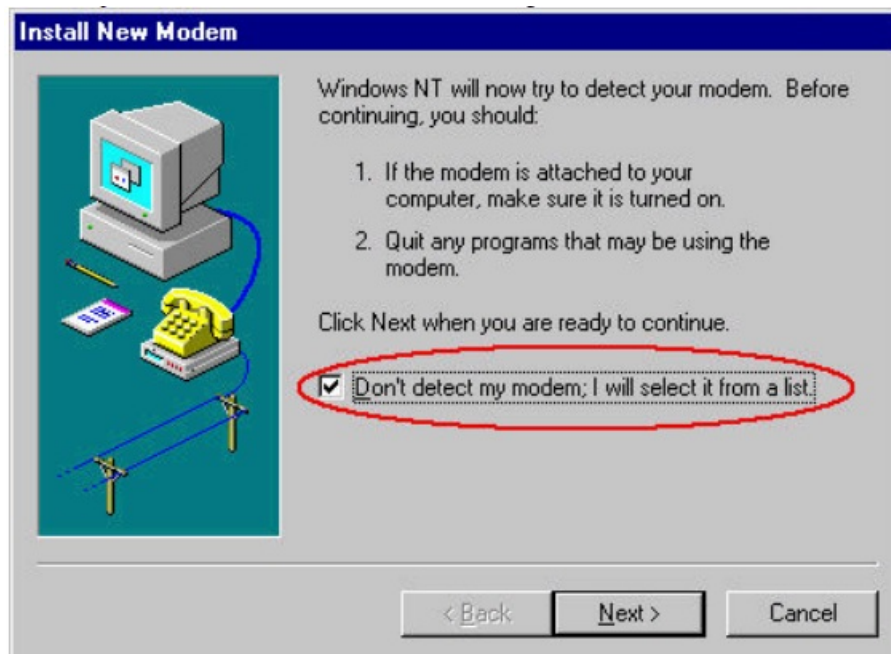 Install New Modem
Windows NT will now try to detect your modem. Before
continuing, you should:
1. If the modem is attached to your
computer, make sure it is turned on.
2. Quit any programs that may be using the
modem.
Click Next when you are ready to continue.
Don't detect my modem; I will select it from a list.
< Back
Next >
Cancel